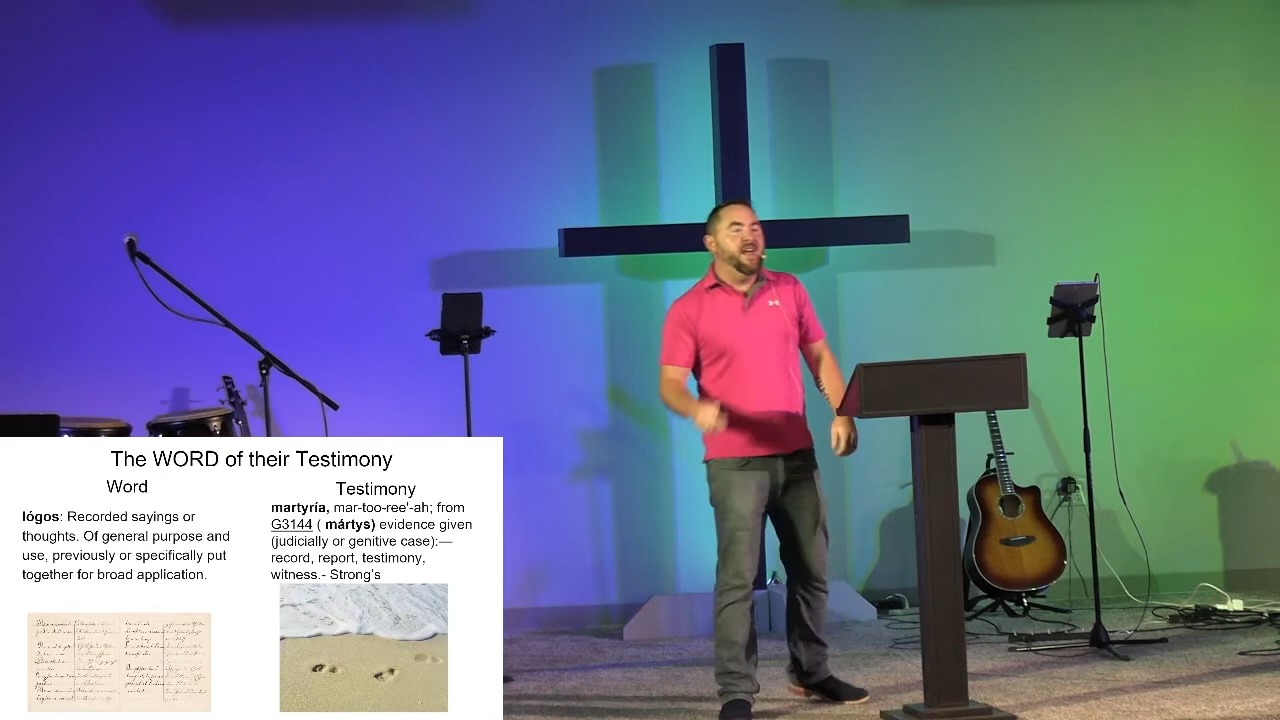 The WORD of their Testimony
Word
lógos: Recorded sayings or
thoughts. Of general purpose and
use, previously or specifically put
together for broad application.
Testimony
martyría, mar-too-ree'-ah; from
G3144 ( mártys) evidence given
(judicially or genitive case):—
record, report, testimony,
witness.- Strong's